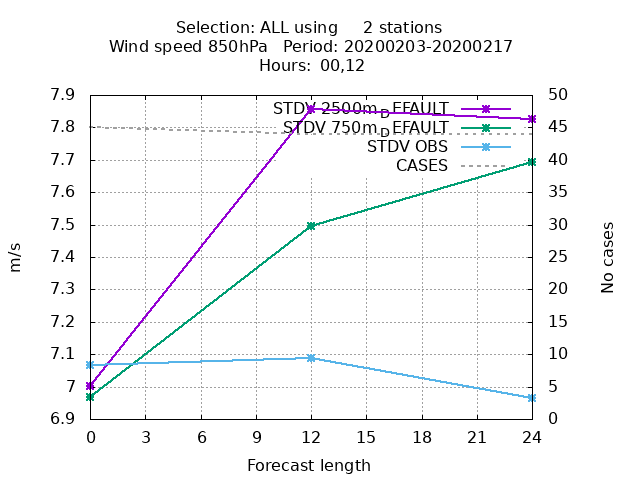 Selection: ALL using     2 stations
Wind speed 850hPa   Period: 20200203-20200217
Hours: 00,12
STDV 2500m_DEFAULT
STDV 750m_DEFAULT
STDV OBS
CASES
7.9
7.8
7.7
7.6
7.5
7.4
7.3
7.2
7.1
7
6.9
m/s
50
45
40
35
30
25
20
15
10
5
0
No cases
0 3 6 9 12 15 18 21 24
Forecast length